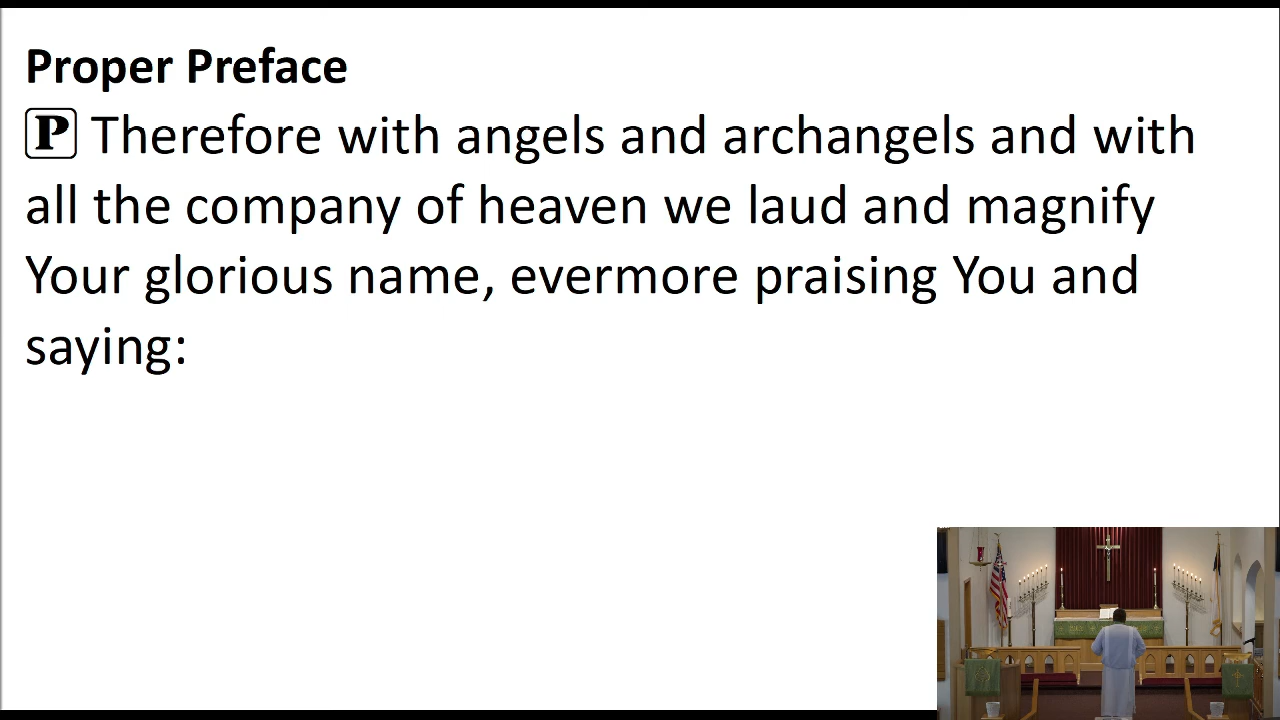 Proper Preface
P Therefore with angels and archangels and with
all the company of heaven we laud and magnify
Your glorious name, evermore praising You and
saying: